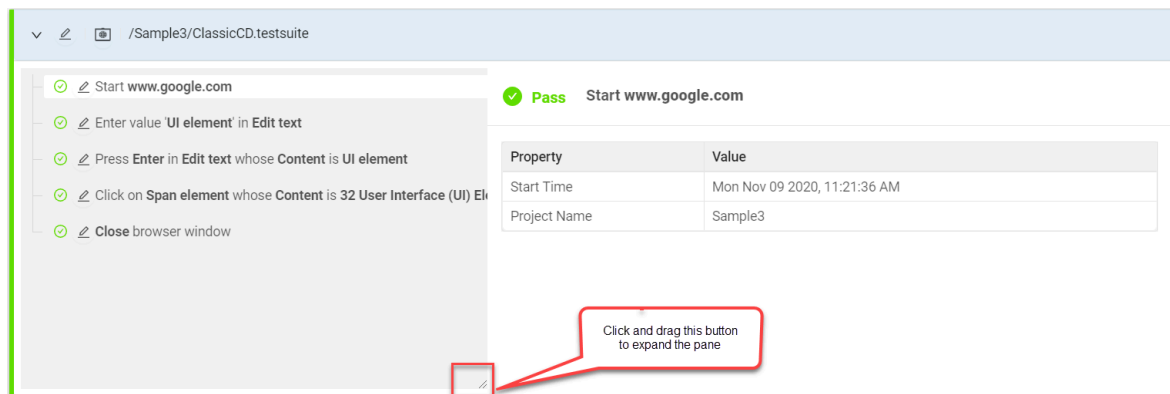 /Sample3/ClassicCD.testsuite
Start www.google.com
Enter value 'UI element' in Edit text
Press Enter in Edit text whose Content is UI element
Click on Span element whose Content is 32 User Interface (UI)
Close browser window
Pass Start www.google.com
Property Value
Start Time Mon Nov 09 2020, 11:21:36 AM
Project Name Sample3
Click and drag this button
to expand the pane